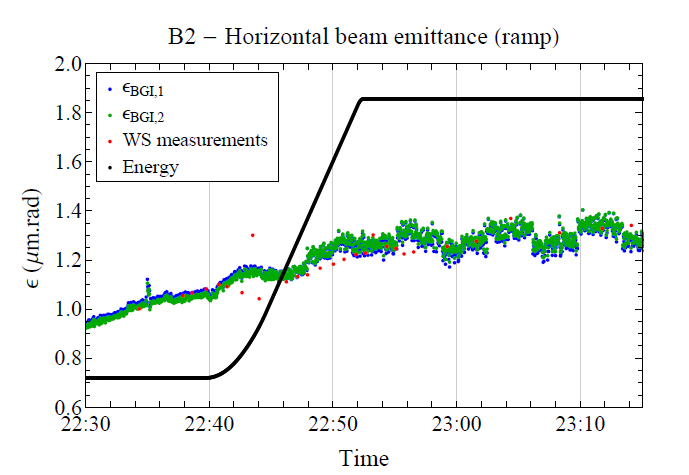 B2 − Horizontal beam emittance (ramp)
2.0
1.8
1.6
1.4
1.2
1.0
0.8
0.6
ϵ (μm.rad)
ϵBGI,1
ϵBGI,2
WS measurements
Energy
22:30 22:40 22:50 23:00 23:10
Time